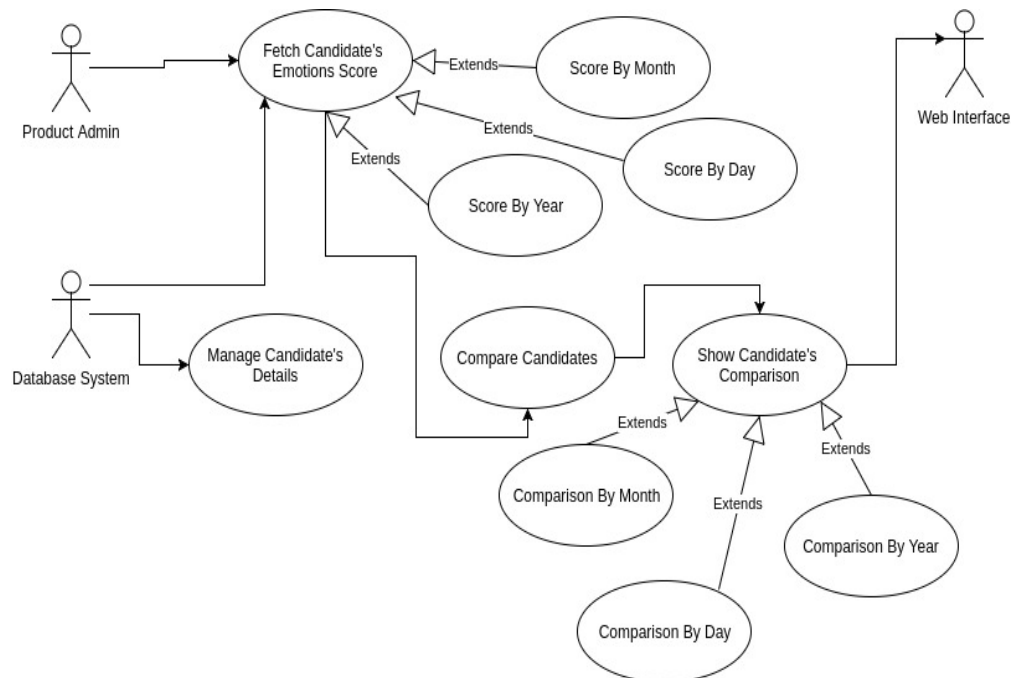 Fetch Candidate's
Emotions Score
Extends
Score By Month
Product Admin
Web Interface
Extends
Score By Day
Extends
Score By Year
Database System
Manage Candidate's
Details
Compare Candidates
Show Candidate's
Comparison
Extends
Comparison By Month
Extends
Extends
Comparison By Year
Comparison By Day